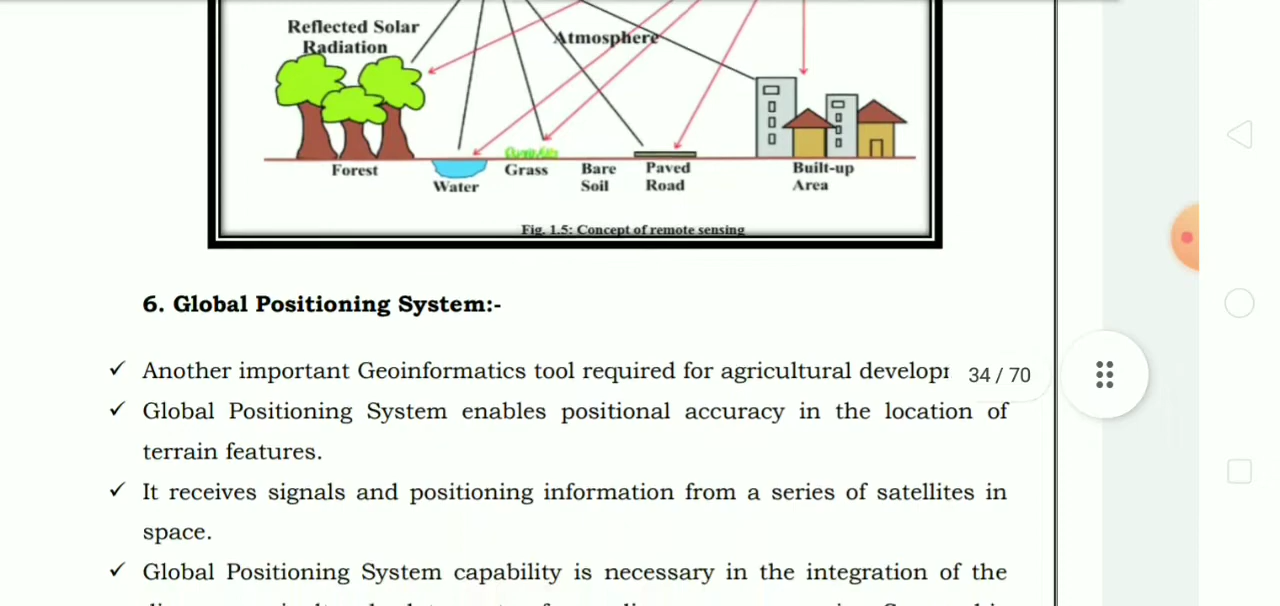 Reflected Solar
Radiation
Atmosphere
Forest
Water
Grass
Bare
Soil
Paved
Road
Built-up
Area
Fig. 1.5: Concept of remote sensing
6. Global Positioning System:-
✓ Another important Geoinformatics tool required for agricultural
34 / 70
✓ Global Positioning System enables positional accuracy in the location of
terrain features.
✓ It receives signals and positioning information from a series of satellites in
space.
✓ Global Positioning System capability is necessary in the integration of the